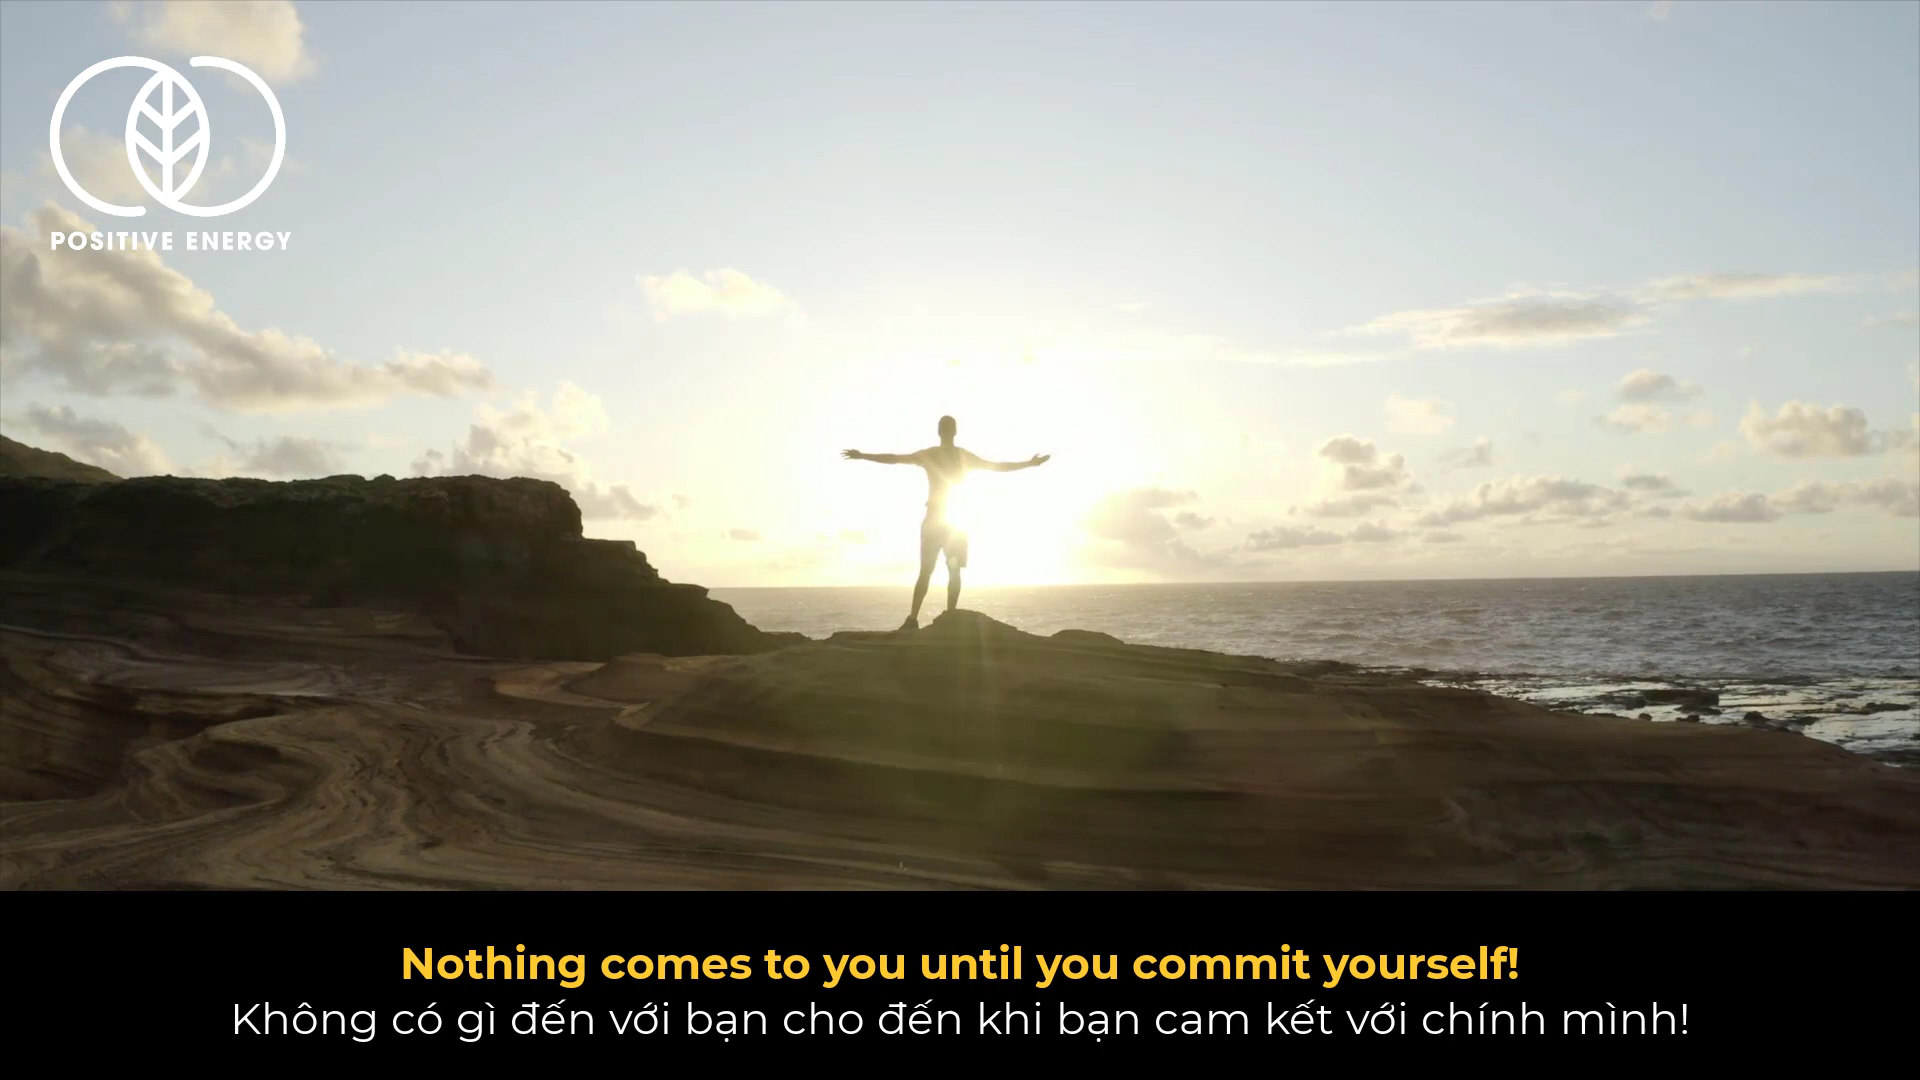 POSITIVE ENERGY
Nothing comes to you until you commit yourself!
Không có gì đến với bạn cho đến khi bạn cam kết với chính mình!